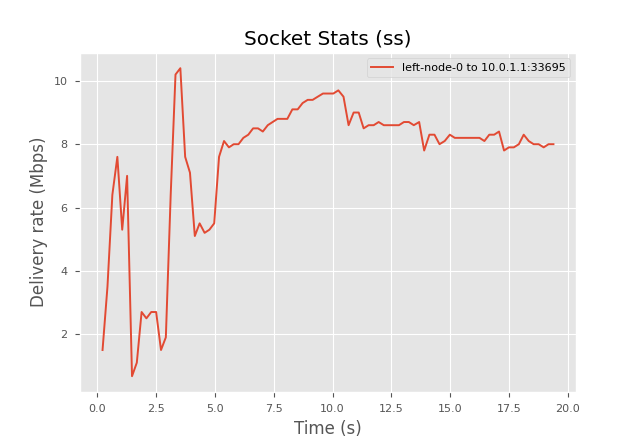 Socket Stats (ss)
left-node-0 to 10.0.1.1:33695
Delivery rate (Mbps)
10
8
6
4
2
0.0 2.5 5.0 7.5 10.0 12.5 15.0 17.5 20.0
Time (s)